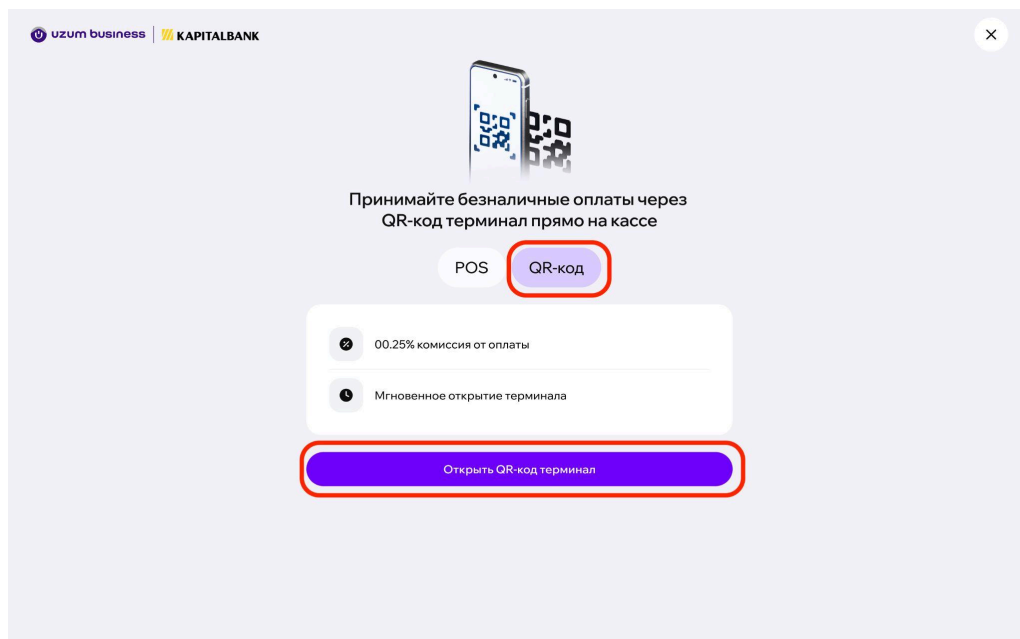 uzum business
KAPITALBANK
Принимайте безналичные оплаты через
QR-код терминал прямо на кассе
POS
QR-код
00.25% комиссия от оплаты
Мгновенное открытие терминала
Открыть QR-код терминал